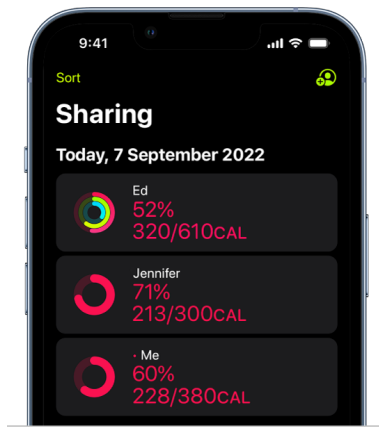 9:41
Sort
Sharing
Today, 7 September 2022
Ed
52%
320/610CAL
Jennifer
71%
213/300CAL
· Me
60%
228/380CAL